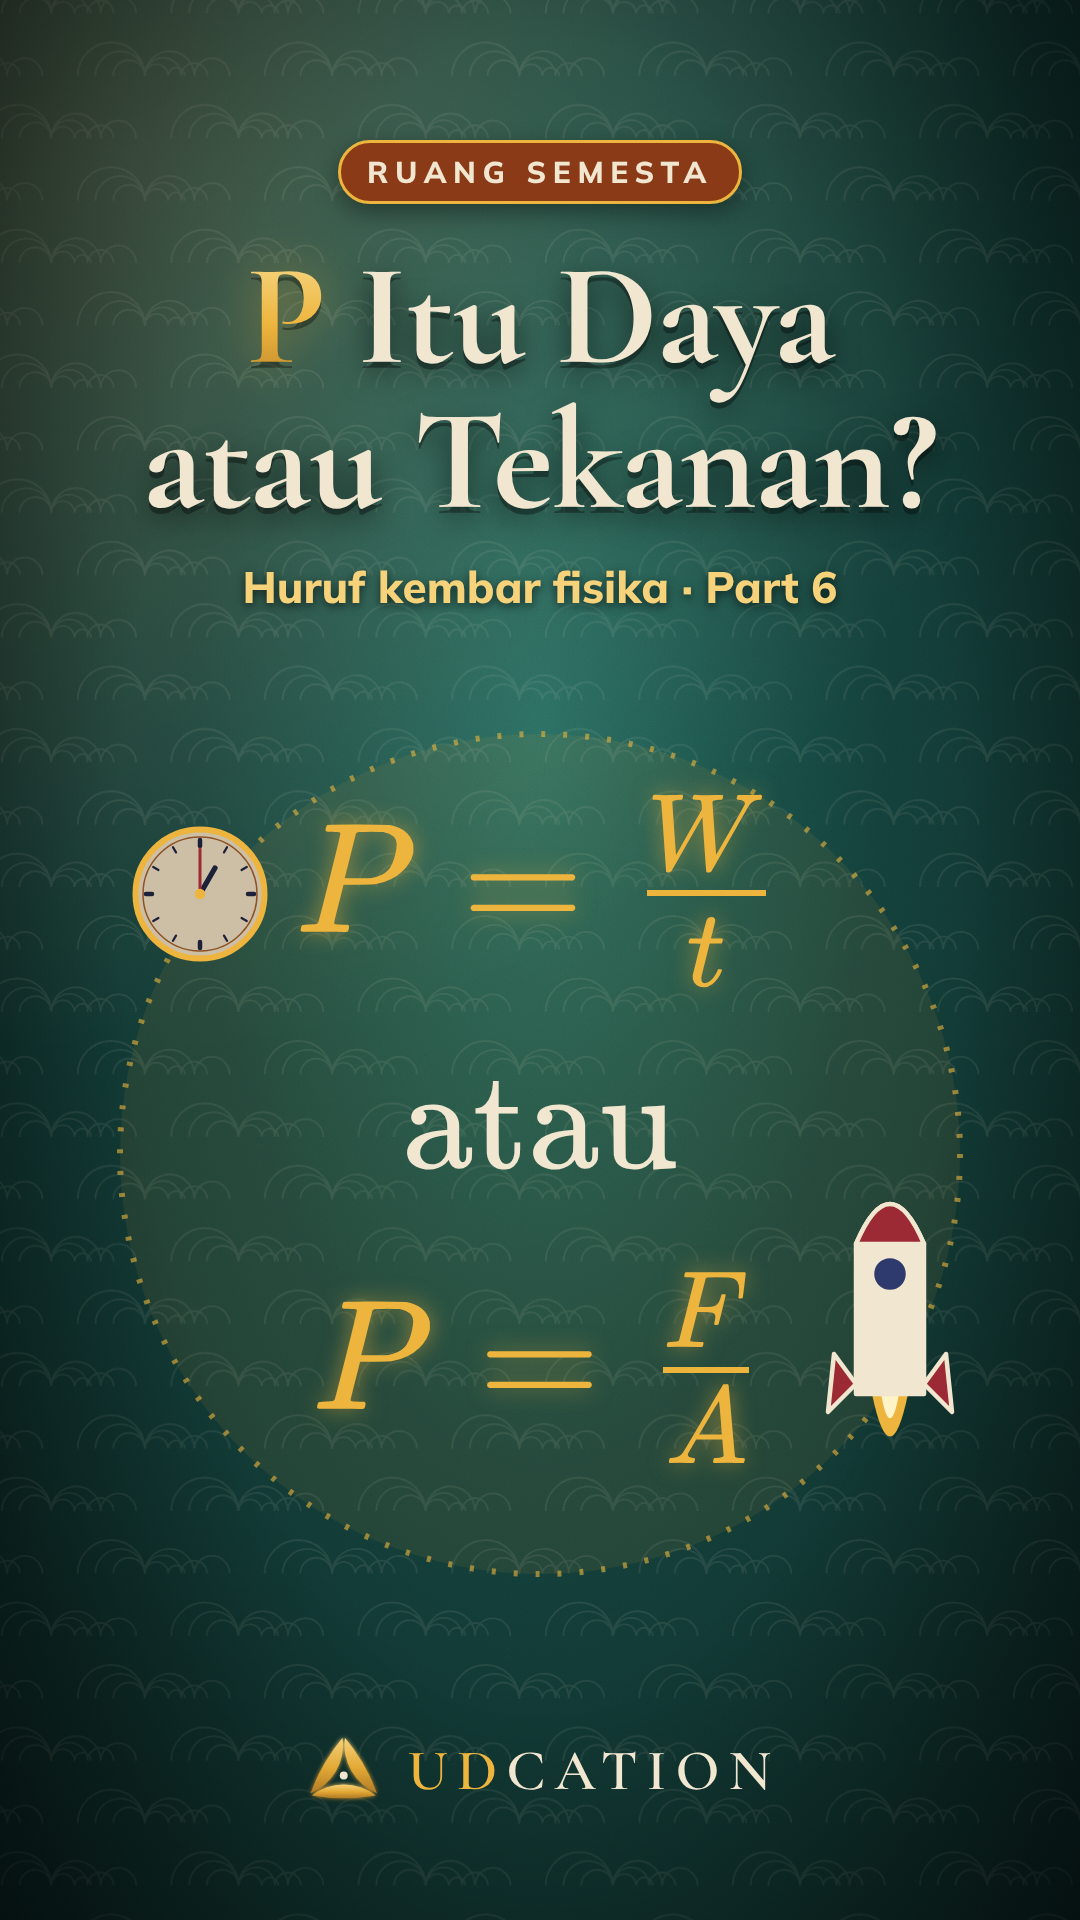 RUANG SEMESTA
P Itu Daya
atau Tekanan?
Huruf kembar fisika · Part 6
P = W/t
atau
P = F/A
UDCATION